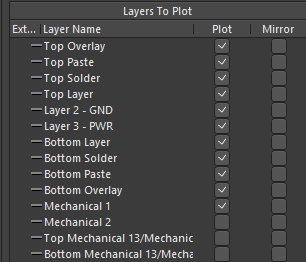 Layers To Plot
Ext... Layer Name Plot Mirror
Top Overlay
Top Paste
Top Solder
Top Layer
Layer 2 - GND
Layer 3 - PWR
Bottom Layer
Bottom Solder
Bottom Paste
Bottom Overlay
Mechanical 1
Mechanical 2
Top Mechanical 13/Mechanic
Bottom Mechanical 13/Mecha